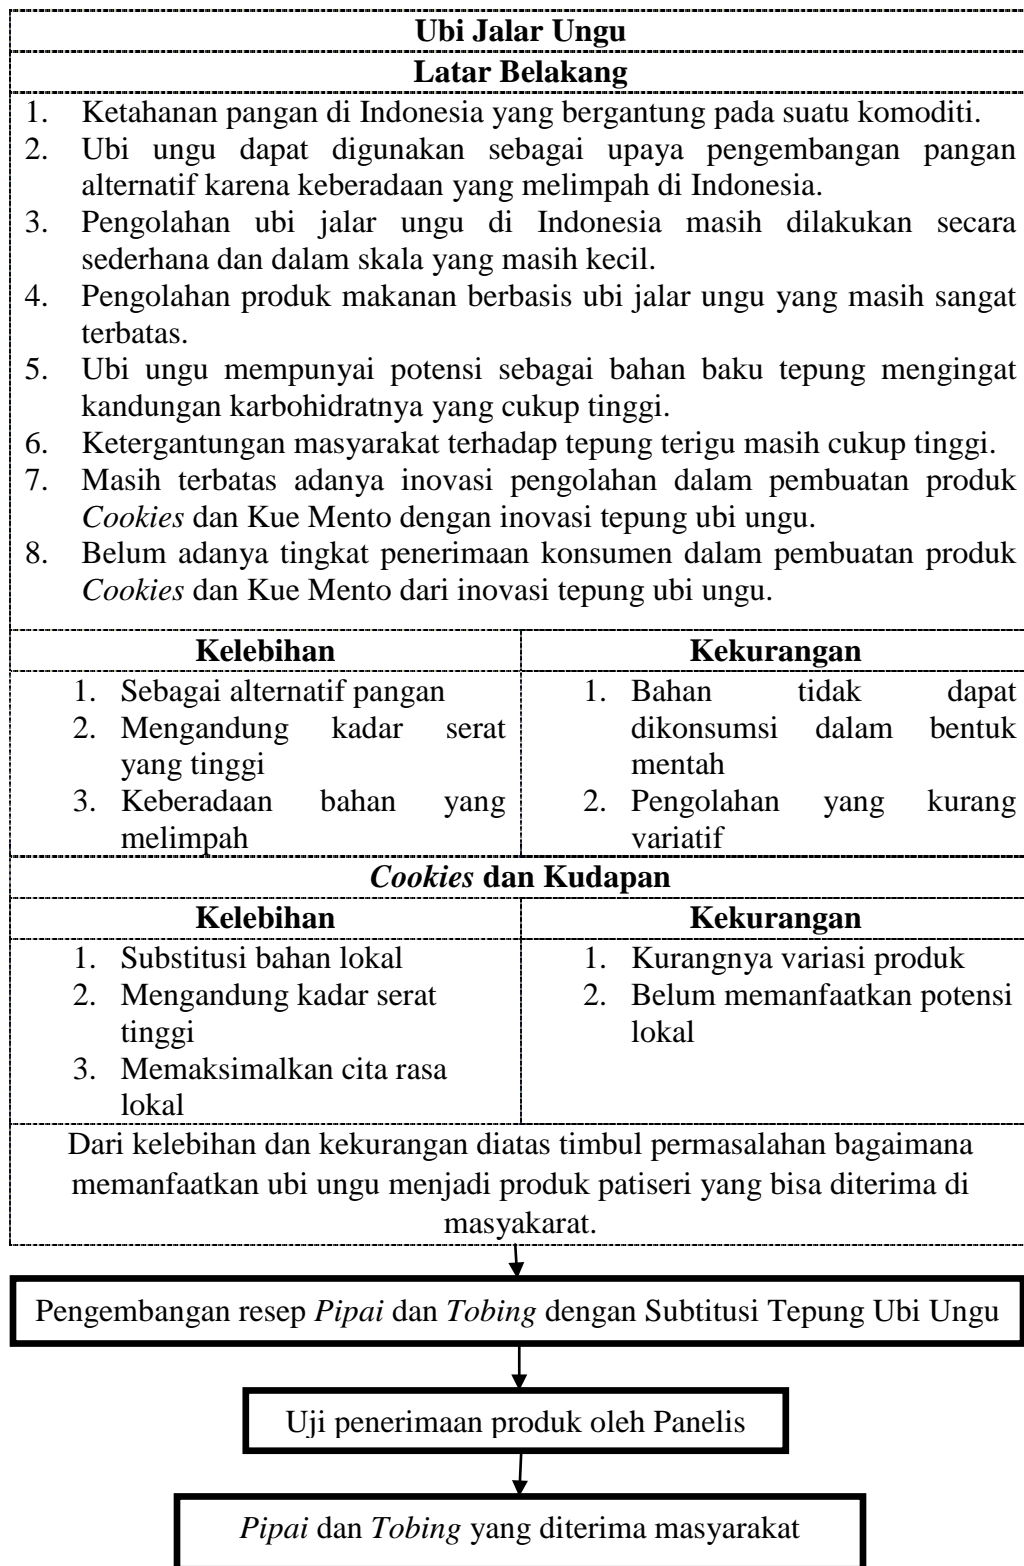 Ubi Jalar Ungu
Latar Belakang
1. Ketahanan pangan di Indonesia yang bergantung pada suatu komoditi.
2. Ubi ungu dapat digunakan sebagai upaya pengembangan pangan
alternatif karena keberadaan yang melimpah di Indonesia.
3. Pengolahan ubi jalar ungu di Indonesia masih dilakukan secara
sederhana dan dalam skala yang masih kecil.
4. Pengolahan produk makanan berbasis ubi jalar ungu yang masih sangat
terbatas.
5. Ubi ungu mempunyai potensi sebagai bahan baku tepung mengingat
kandungan karbohidratnya yang cukup tinggi.
6. Ketergantungan masyarakat terhadap tepung terigu masih cukup tinggi.
7. Masih terbatas adanya inovasi pengolahan dalam pembuatan produk
Cookies dan Kue Mento dengan inovasi tepung ubi ungu.
8. Belum adanya tingkat penerimaan konsumen dalam pembuatan produk
Cookies dan Kue Mento dari inovasi tepung ubi ungu.
Kelebihan
1. Sebagai alternatif pangan
2. Mengandung kadar serat
yang tinggi
3. Keberadaan bahan yang
melimpah
Kekurangan
1. Bahan tidak dapat
dikonsumsi dalam bentuk
mentah
2. Pengolahan yang kurang
variatif
Cookies dan Kudapan
Kelebihan
1. Substitusi bahan lokal
2. Mengandung kadar serat
tinggi
3. Memaksimalkan cita rasa
lokal
Kekurangan
1. Kurangnya variasi produk
2. Belum memanfaatkan potensi
lokal
Dari kelebihan dan kekurangan diatas timbul permasalahan bagaimana
memanfaatkan ubi ungu menjadi produk patiseri yang bisa diterima di
masyakarat.
Pengembangan resep Pipai dan Tobing dengan Subtitusi Tepung Ubi Ungu
Uji penerimaan produk oleh Panelis
Pipai dan Tobing yang diterima masyarakat